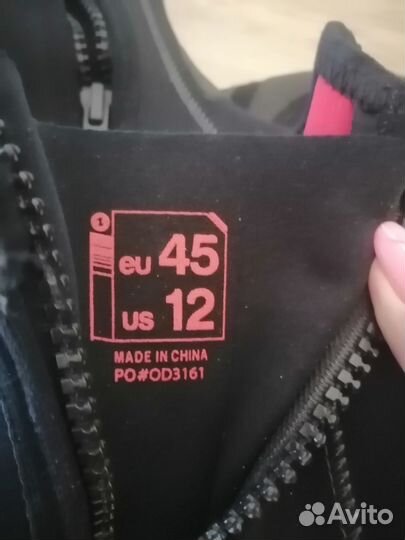 1
eu 45
us 12
MADE IN CHINA
PO#OD3161
Avito